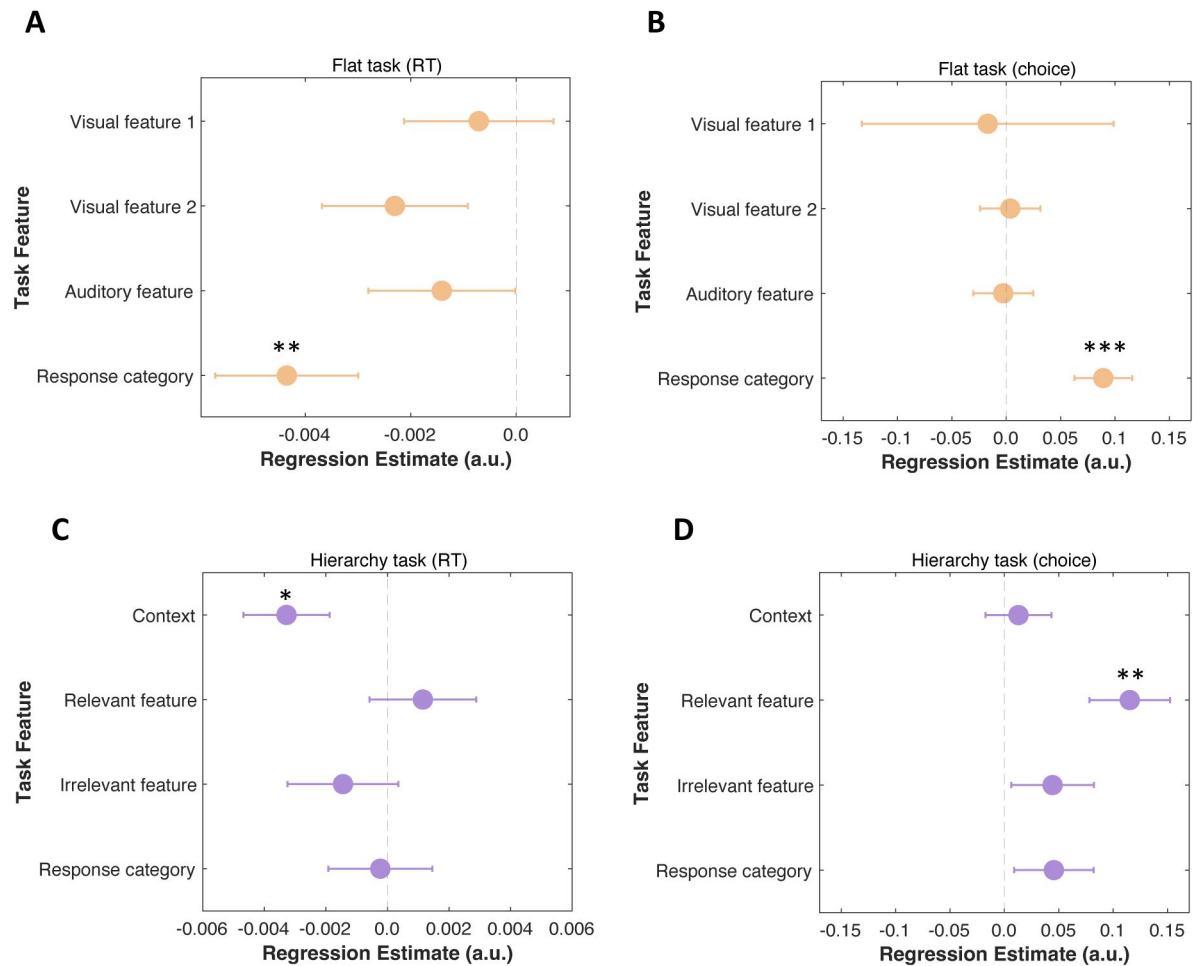 A
Flat task (RT)
Task Feature
Visual feature 1
Visual feature 2
Auditory feature
Response category
**
-0.004 -0.002 0.0
Regression Estimate (a.u.)
B
Flat task (choice)
Task Feature
Visual feature 1
Visual feature 2
Auditory feature
Response category
***
-0.15 -0.1 -0.05 0.0 0.05 0.1 0.15
Regression Estimate (a.u.)
C
Hierarchy task (RT)
Task Feature
Context
*
Relevant feature
Irrelevant feature
Response category
-0.006 -0.004 -0.002 0.0 0.002 0.004 0.006
Regression Estimate (a.u.)
D
Hierarchy task (choice)
Task Feature
Context
Relevant feature
**
Irrelevant feature
Response category
-0.15 -0.1 -0.05 0.0 0.05 0.1 0.15
Regression Estimate (a.u.)